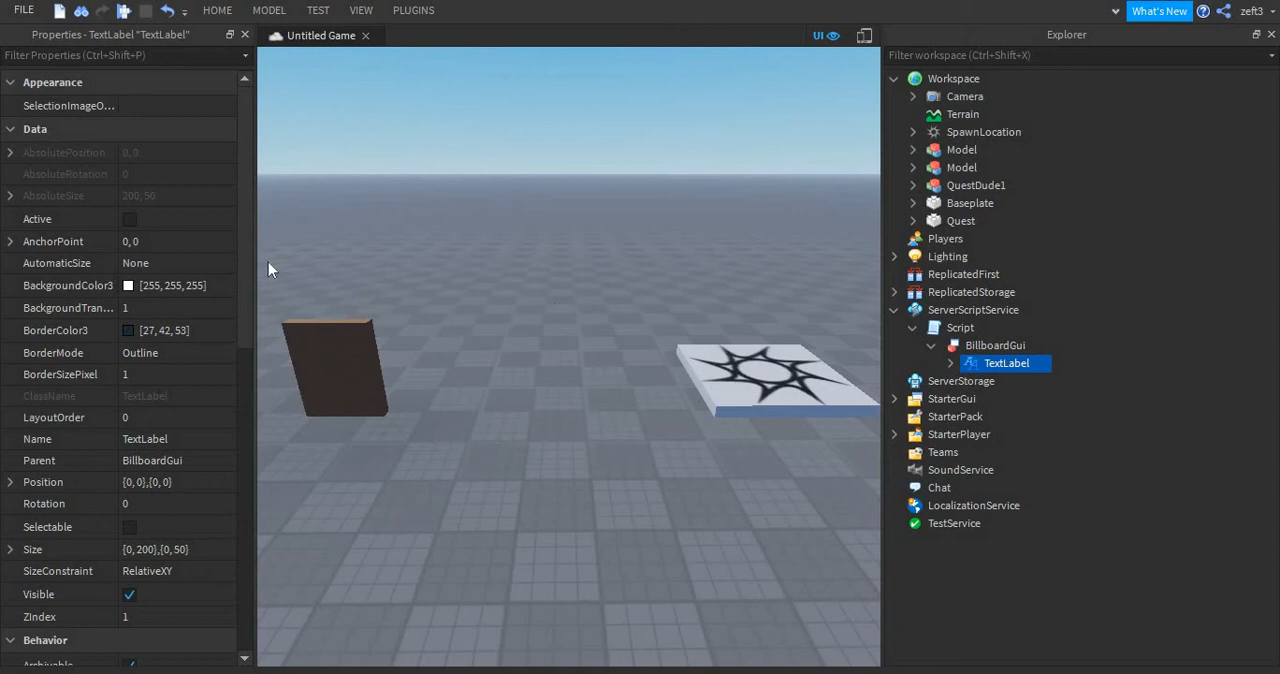 FILE HOME MODEL TEST VIEW PLUGINS What's New zeft3
Properties - TextLabel "TextLabel"
Filter Properties (Ctrl+Shift+P)
Appearance
SelectionImageO...
Data
AbsolutePosition 0, 0
AbsoluteRotation 0
AbsoluteSize 200, 50
Active
AnchorPoint 0, 0
AutomaticSize None
BackgroundColor3 [255, 255, 255]
BackgroundTran... 1
BorderColor3 [27, 42, 53]
BorderMode Outline
BorderSizePixel 1
ClassName TextLabel
LayoutOrder 0
Name TextLabel
Parent BillboardGui
Position {0, 0},{0, 0}
Rotation 0
Selectable
Size {0, 200},{0, 50}
SizeConstraint RelativeXY
Visible
ZIndex 1
Behavior
Archivable
Untitled Game
UI
Explorer
Filter workspace (Ctrl+Shift+X)
Workspace
Camera
Terrain
SpawnLocation
Model
Model
QuestDude1
Baseplate
Quest
Players
Lighting
ReplicatedFirst
ReplicatedStorage
ServerScriptService
Script
BillboardGui
TextLabel
ServerStorage
StarterGui
StarterPack
StarterPlayer
Teams
SoundService
Chat
LocalizationService
TestService